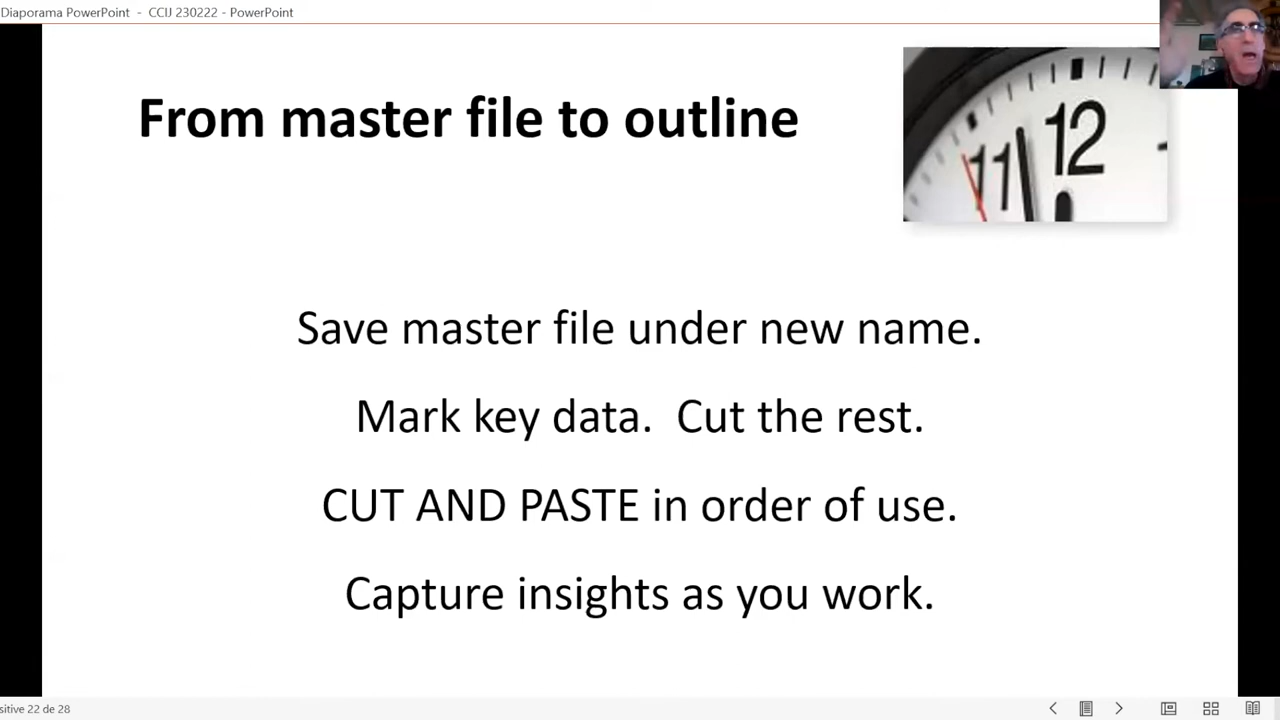 Diaporama PowerPoint - CCIJ 230222 - PowerPoint
From master file to outline
11 12
Save master file under new name.
Mark key data. Cut the rest.
CUT AND PASTE in order of use.
Capture insights as you work.
sitive 22 de 28